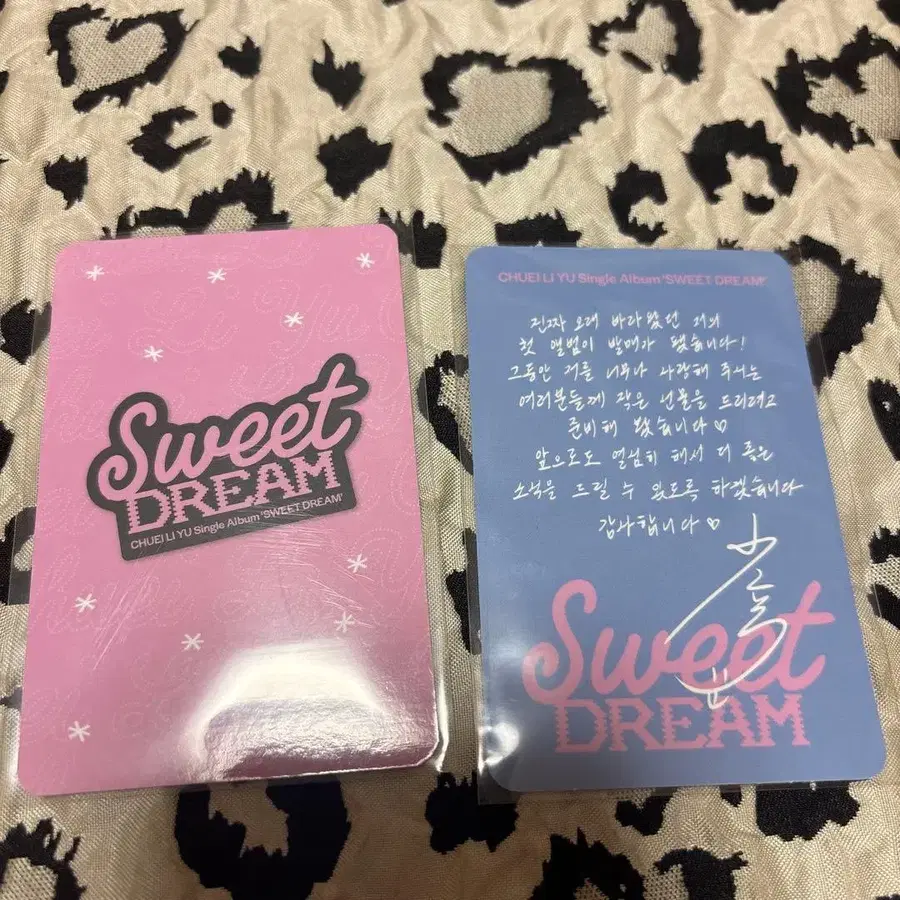 Sweet
DREAM
CHUEI LI YU Single Album 'SWEET DREAM'
CHUEI LI YU Single Album 'SWEET DREAM'
진짜 오래 바라왔던 저의
첫 앨범이 발매가 됐습니다!
그동안 저를 너무나 사랑해 주시는
여러분들께 작은 선물을 드리려고
준비해 봤습니다♡
앞으로도 열심히 해서 더 좋은
소식을 드릴 수 있도록 하겠습니다
감사합니다♡
Sweet
DREAM